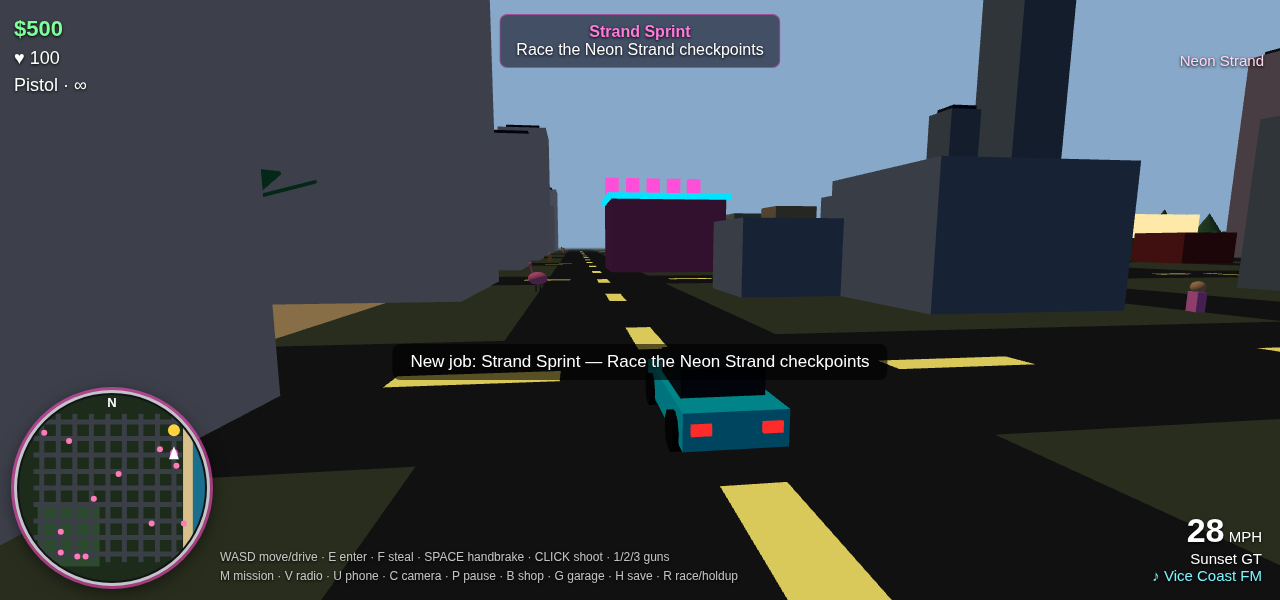 $500
♥ 100
Pistol · ∞
Strand Sprint
Race the Neon Strand checkpoints
Neon Strand
New job: Strand Sprint — Race the Neon Strand checkpoints
N
WASD move/drive · E enter · F steal · SPACE handbrake · CLICK shoot · 1/2/3 guns
M mission · V radio · U phone · C camera · P pause · B shop · G garage · H save · R race/holdup
28 MPH
Sunset GT
♪ Vice Coast FM